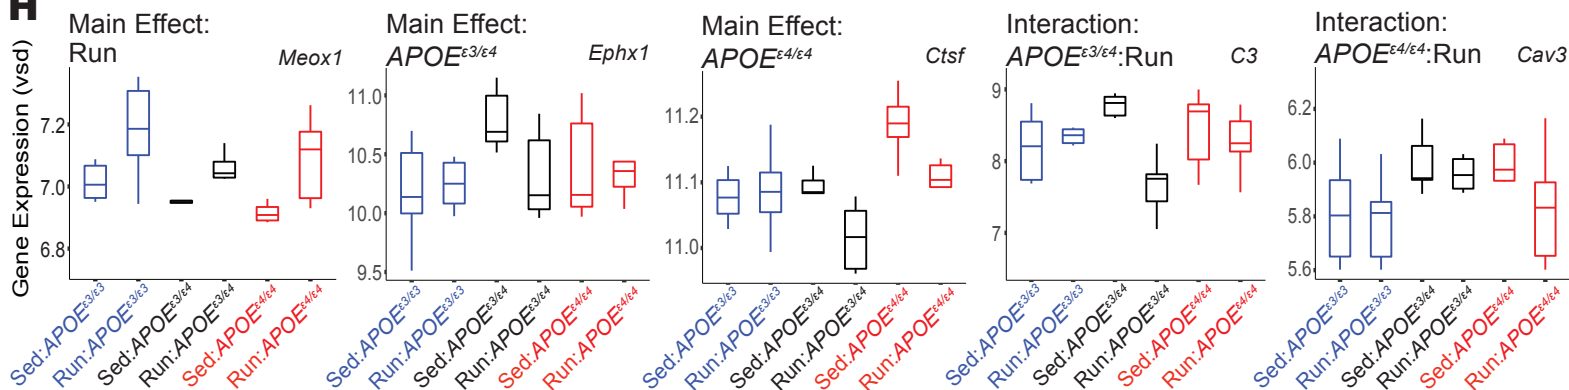 H
Gene Expression (vsd)
Main Effect:
Run
Meox1
7.2
7.0
6.8
Sed:APOEε3/ε3
Run:APOEε3/ε3
Sed:APOEε3/ε4
Run:APOEε3/ε4
Sed:APOEε4/ε4
Run:APOEε4/ε4
Main Effect:
APOEε3/ε4
Ephx1
11.0
10.5
10.0
9.5
Sed:APOEε3/ε3
Run:APOEε3/ε3
Sed:APOEε3/ε4
Run:APOEε3/ε4
Sed:APOEε4/ε4
Run:APOEε4/ε4
Main Effect:
APOEε4/ε4
Ctsf
11.2
11.1
11.0
Sed:APOEε3/ε3
Run:APOEε3/ε3
Sed:APOEε3/ε4
Run:APOEε3/ε4
Sed:APOEε4/ε4
Run:APOEε4/ε4
Interaction:
APOEε3/ε4:Run
C3
9
8
7
Sed:APOEε3/ε3
Run:APOEε3/ε3
Sed:APOEε3/ε4
Run:APOEε3/ε4
Sed:APOEε4/ε4
Run:APOEε4/ε4
Interaction:
APOEε4/ε4:Run
Cav3
6.2
6.0
5.8
5.6
Sed:APOEε3/ε3
Run:APOEε3/ε3
Sed:APOEε3/ε4
Run:APOEε3/ε4
Sed:APOEε4/ε4
Run:APOEε4/ε4